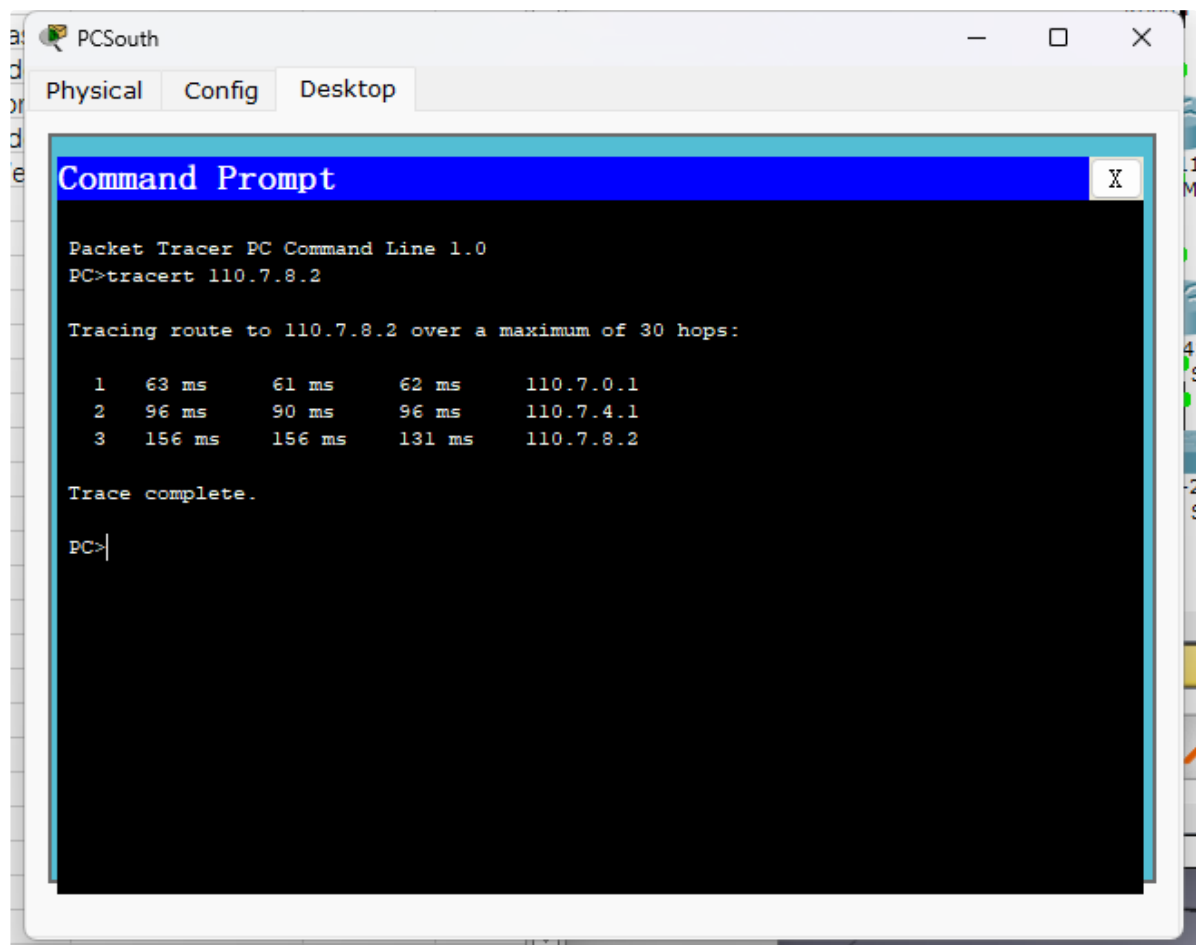 PCSouth
Physical Config Desktop
Command Prompt X
Packet Tracer PC Command Line 1.0
PC>tracert 110.7.8.2
Tracing route to 110.7.8.2 over a maximum of 30 hops:
1 63 ms 61 ms 62 ms 110.7.0.1
2 96 ms 90 ms 96 ms 110.7.4.1
3 156 ms 156 ms 131 ms 110.7.8.2
Trace complete.
PC>